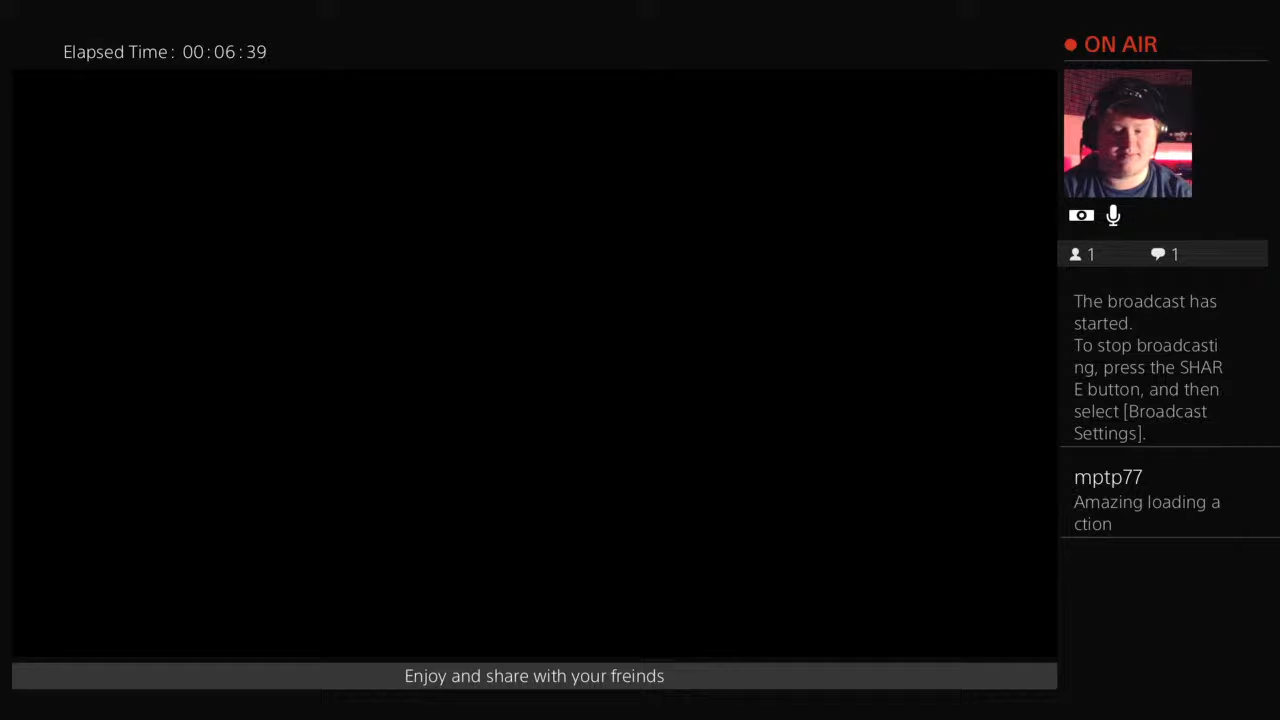 Elapsed Time: 00:06:39
ON AIR
1
1
The broadcast has
started.
To stop broadcasti
ng, press the SHAR
E button, and then
select [Broadcast
Settings].
mptp77
Amazing loading a
ction
Enjoy and share with your freinds